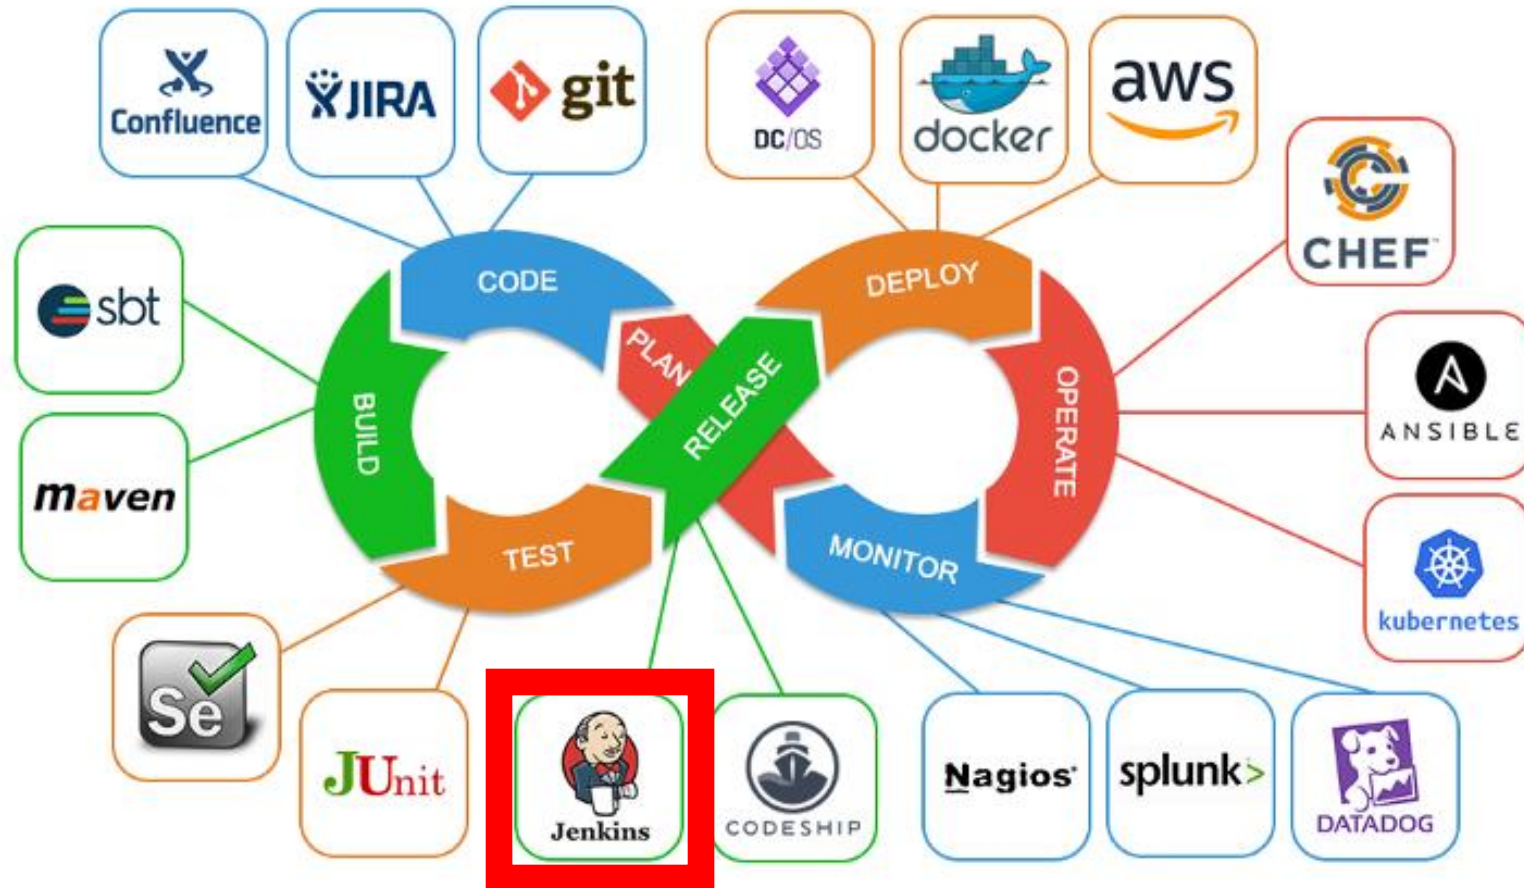 Confluence
JIRA
git
DC/OS
docker
aws
CHEF™
sbt
CODE
DEPLOY
PLAN
RELEASE
BUILD
OPERATE
ANSIBLE
maven
TEST
MONITOR
kubernetes
Se
JUnit
Jenkins
CODESHIP
Nagios®
splunk>
DATADOG